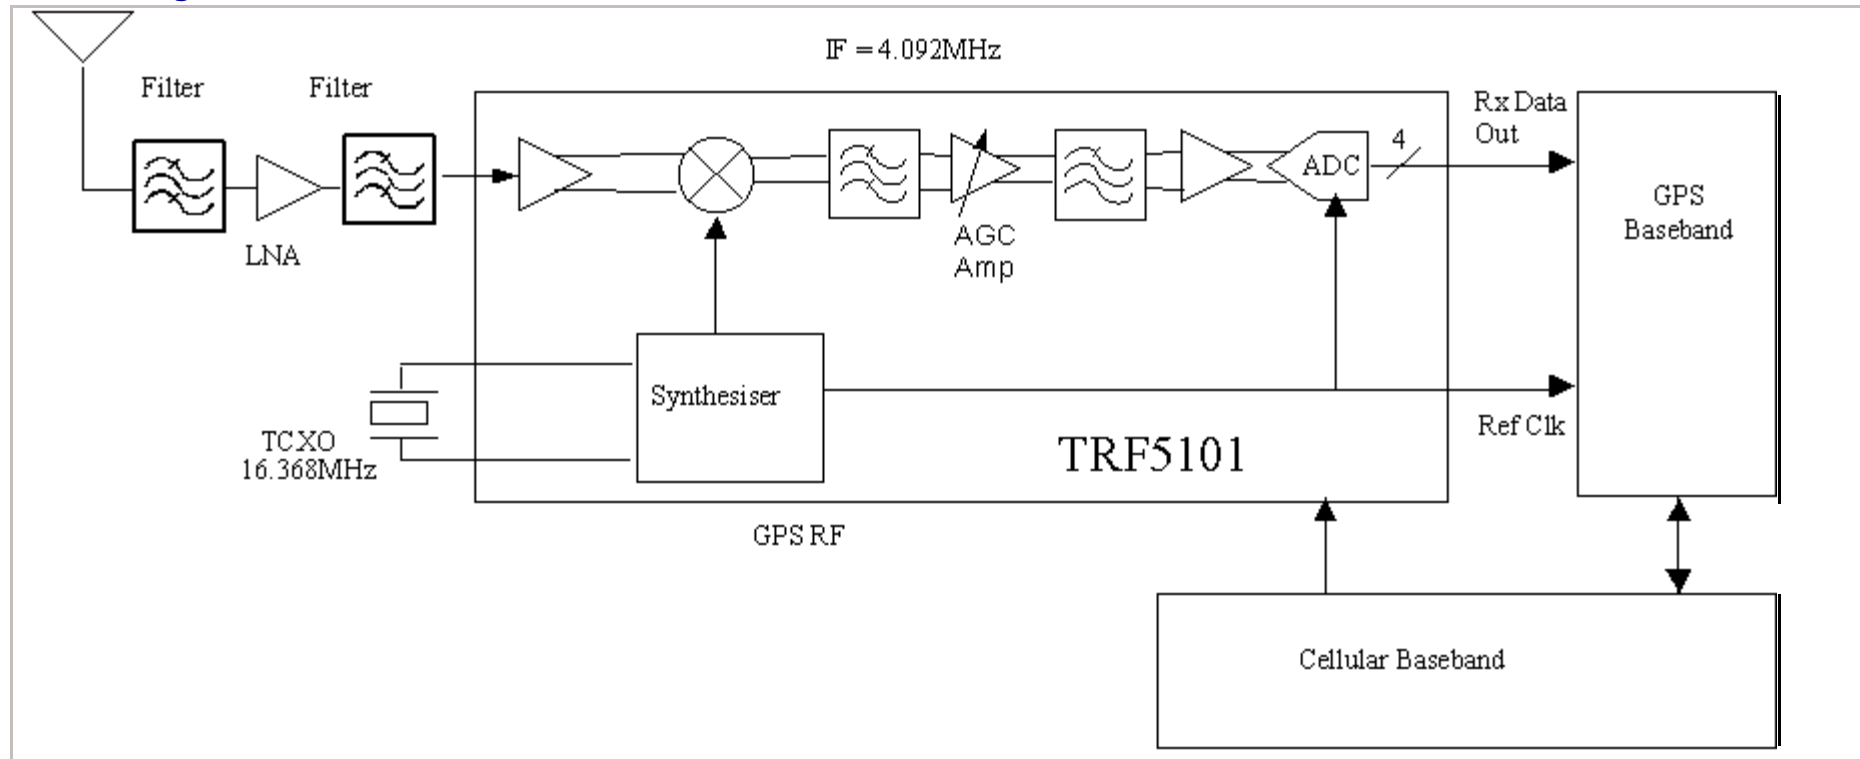 IF = 4.092MHz
Filter
Filter
Rx Data
Out
4
ADC
GPS
Baseband
LNA
AGC
Amp
Synthesiser
Ref Clk
TCXO
16.368MHz
TRF5101
GPS RF
Cellular Baseband